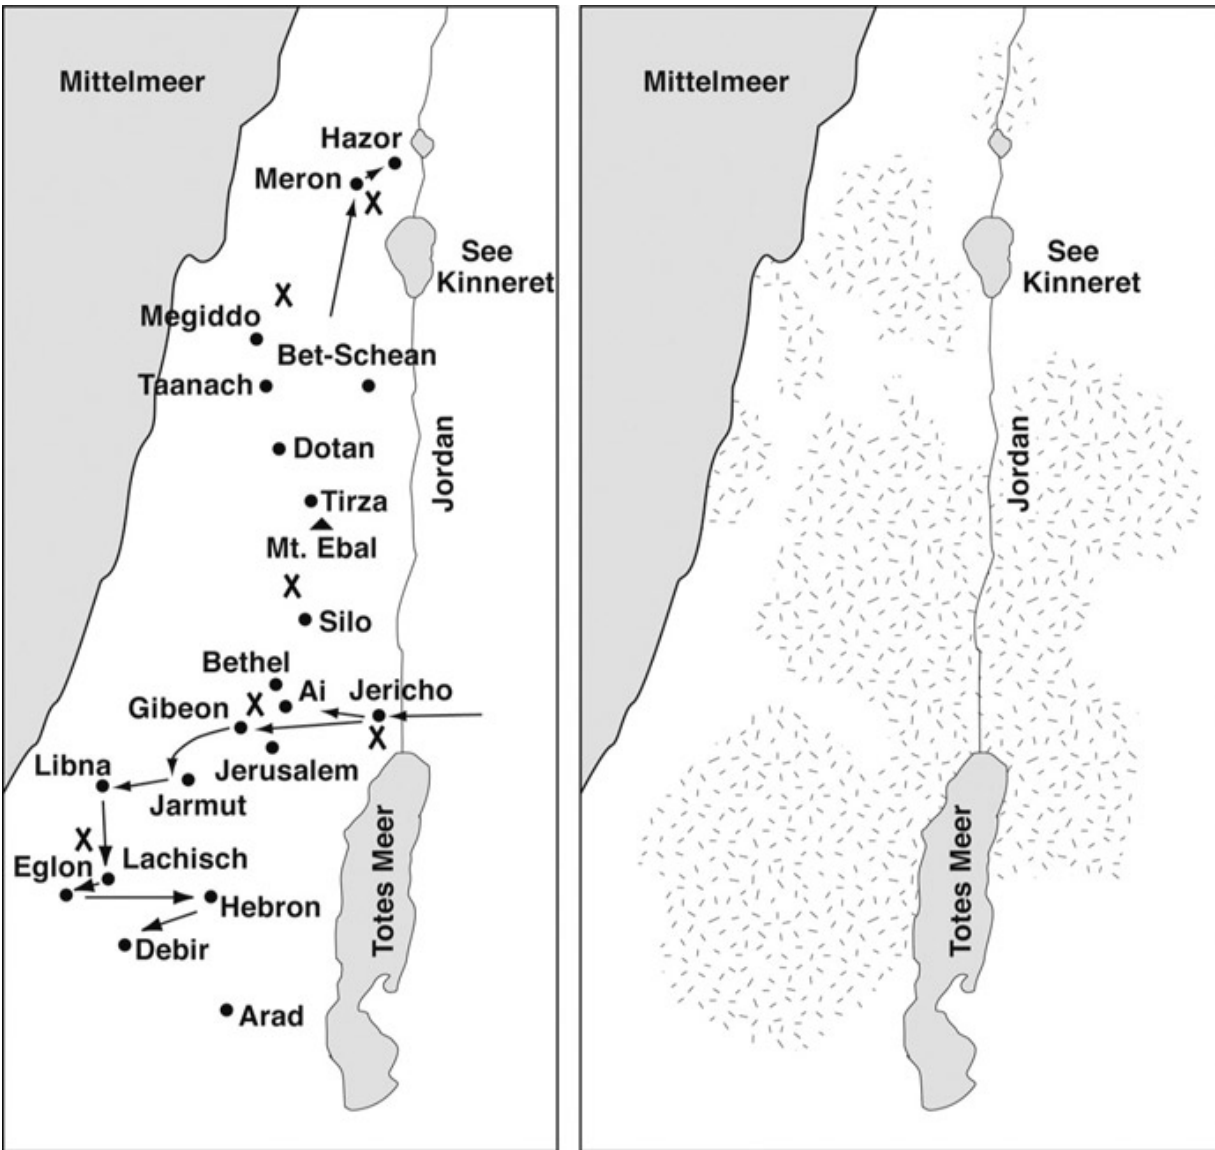 Mittelmeer
Hazor
Meron
X
See
Kinneret
X
Megiddo
Bet-Schean
Taanach
Jordan
Dotan
Tirza
Mt. Ebal
X
Silo
Bethel
Ai
Jericho
Gibeon
X
X
Jerusalem
Libna
Jarmut
X
Eglon
Lachisch
Totes Meer
Hebron
Debir
Arad
Mittelmeer
See
Kinneret
Jordan
Totes Meer